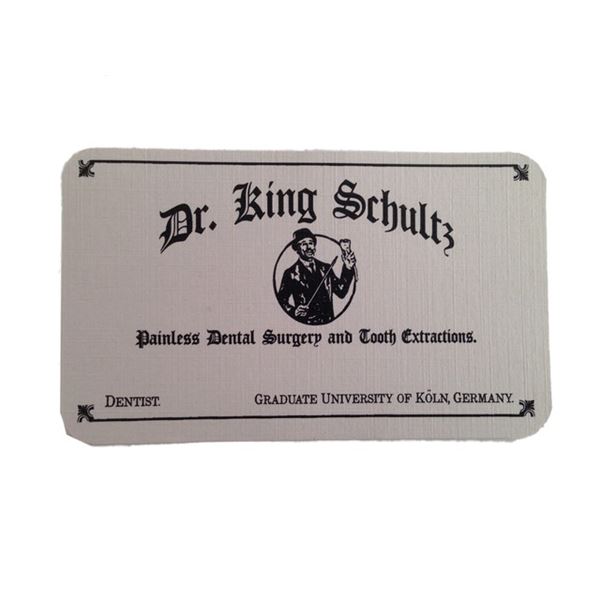 Dr. King Schultz
Painless Dental Surgery and Tooth Extractions.
DENTIST. GRADUATE UNIVERSITY OF KÖLN, GERMANY.